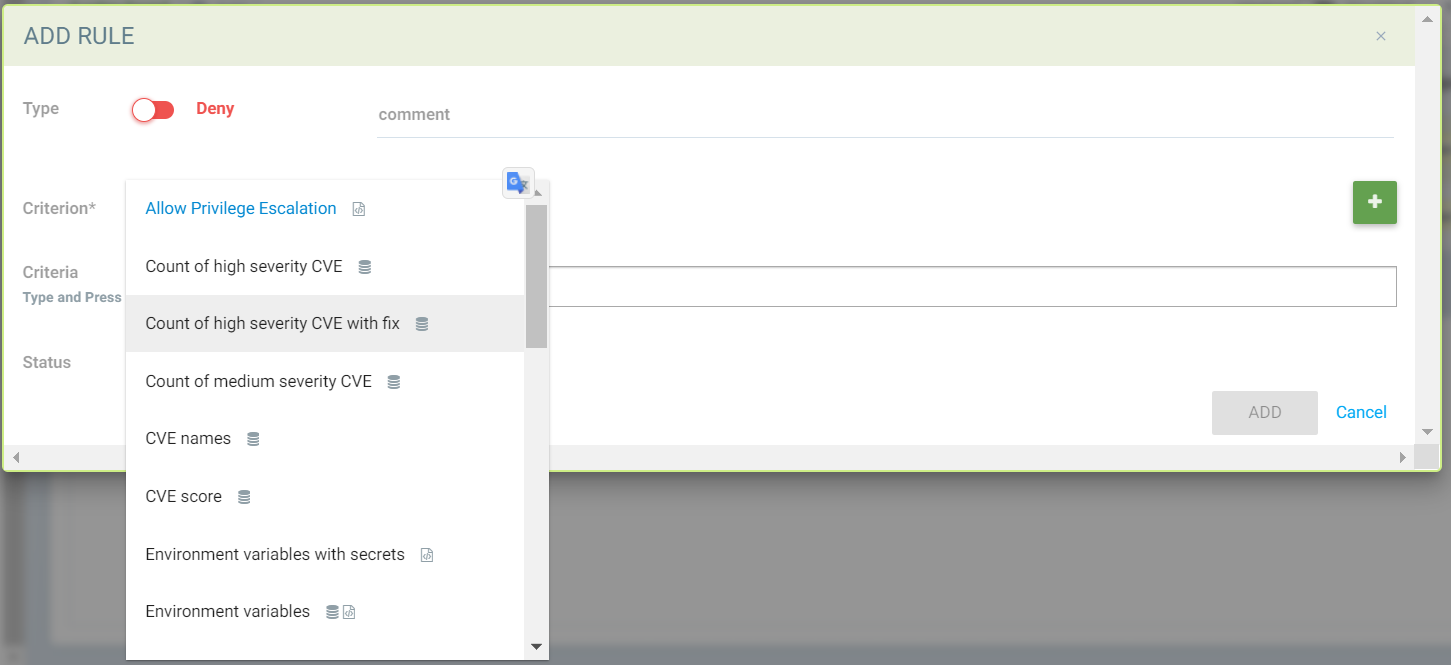 ADD RULE
Type
Deny
comment
Criterion*
Allow Privilege Escalation
Count of high severity CVE
Criteria
Type and Press
Count of high severity CVE with fix
Status
Count of medium severity CVE
ADD
Cancel
CVE names
CVE score
Environment variables with secrets
Environment variables